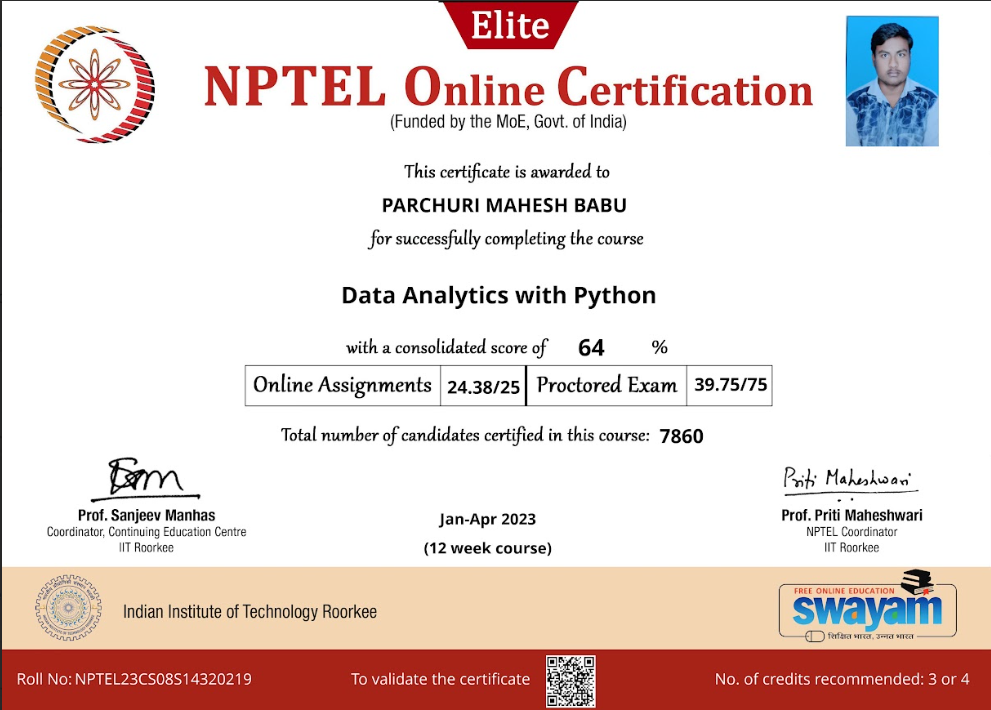 Elite
NPTEL Online Certification
(Funded by the MoE, Govt. of India)
This certificate is awarded to
PARCHURI MAHESH BABU
for successfully completing the course
Data Analytics with Python
with a consolidated score of 64 %
Online Assignments 24.38/25 Proctored Exam 39.75/75
Total number of candidates certified in this course: 7860
Priti Maheshwari
Prof. Sanjeev Manhas
Coordinator, Continuing Education Centre
IIT Roorkee
Jan-Apr 2023
(12 week course)
Prof. Priti Maheshwari
NPTEL Coordinator
IIT Roorkee
Indian Institute of Technology Roorkee
FREE ONLINE EDUCATION
swayam
शिक्षित भारत, उन्नत भारत
Roll No: NPTEL23CS08S14320219
To validate the certificate
No. of credits recommended: 3 or 4